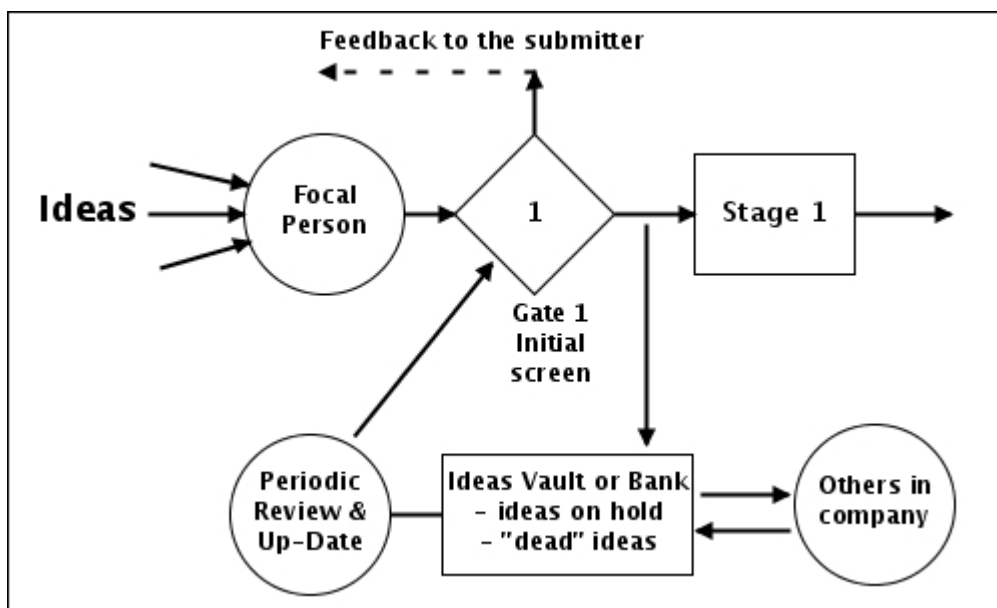 Feedback to the submitter
Ideas
Focal
Person
1
Stage 1
Gate 1
Initial
screen
Periodic
Review &
Up-Date
Ideas Vault or Bank
- ideas on hold
- "dead" ideas
Others in
company